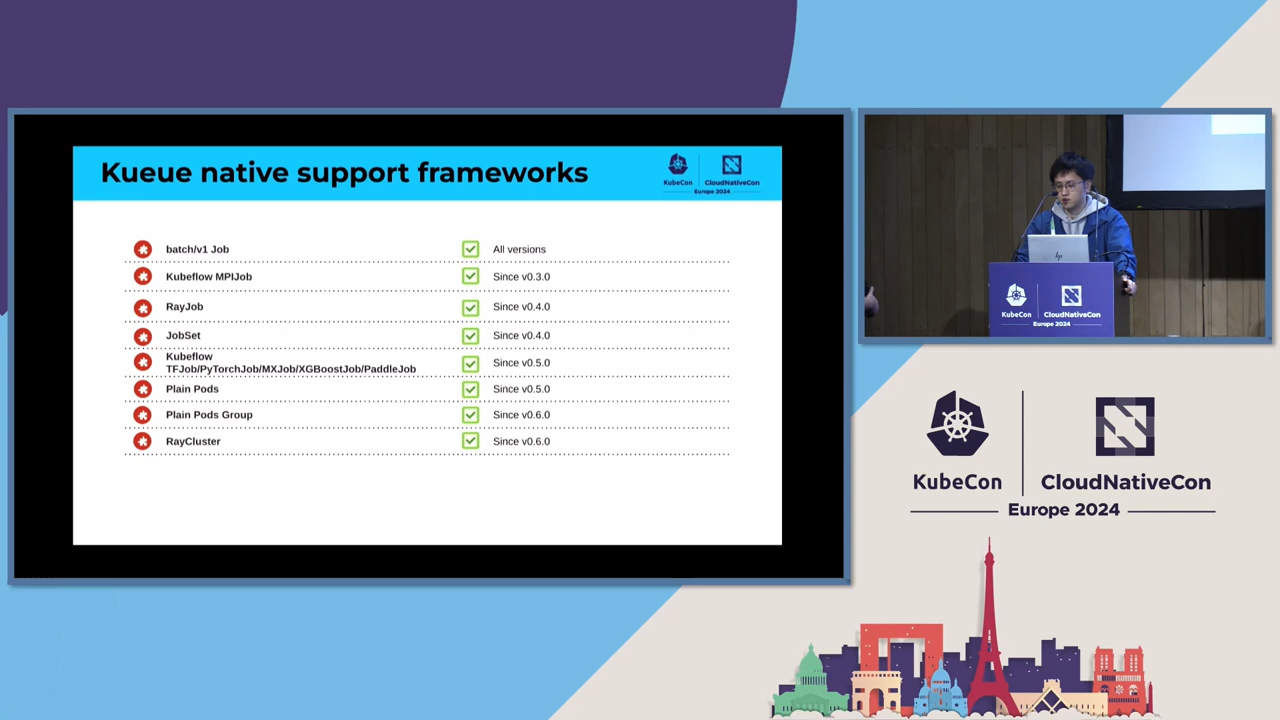 Kueue native support frameworks
KubeCon
CloudNativeCon
Europe 2024
batch/v1 Job
All versions
Kubeflow MPIJob
Since v0.3.0
RayJob
Since v0.4.0
JobSet
Since v0.4.0
Kubeflow
TFJob/PyTorchJob/MXJob/XGBoostJob/PaddleJob
Since v0.5.0
Plain Pods
Since v0.5.0
Plain Pods Group
Since v0.6.0
RayCluster
Since v0.6.0
hp
KubeCon
CloudNativeCon
Europe 2024
KubeCon
CloudNativeCon
Europe 2024